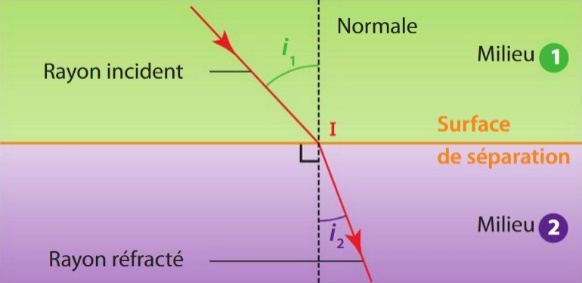 Normale
i1
Milieu 1
Rayon incident
I
Surface
de séparation
Milieu 2
i2
Rayon réfracté